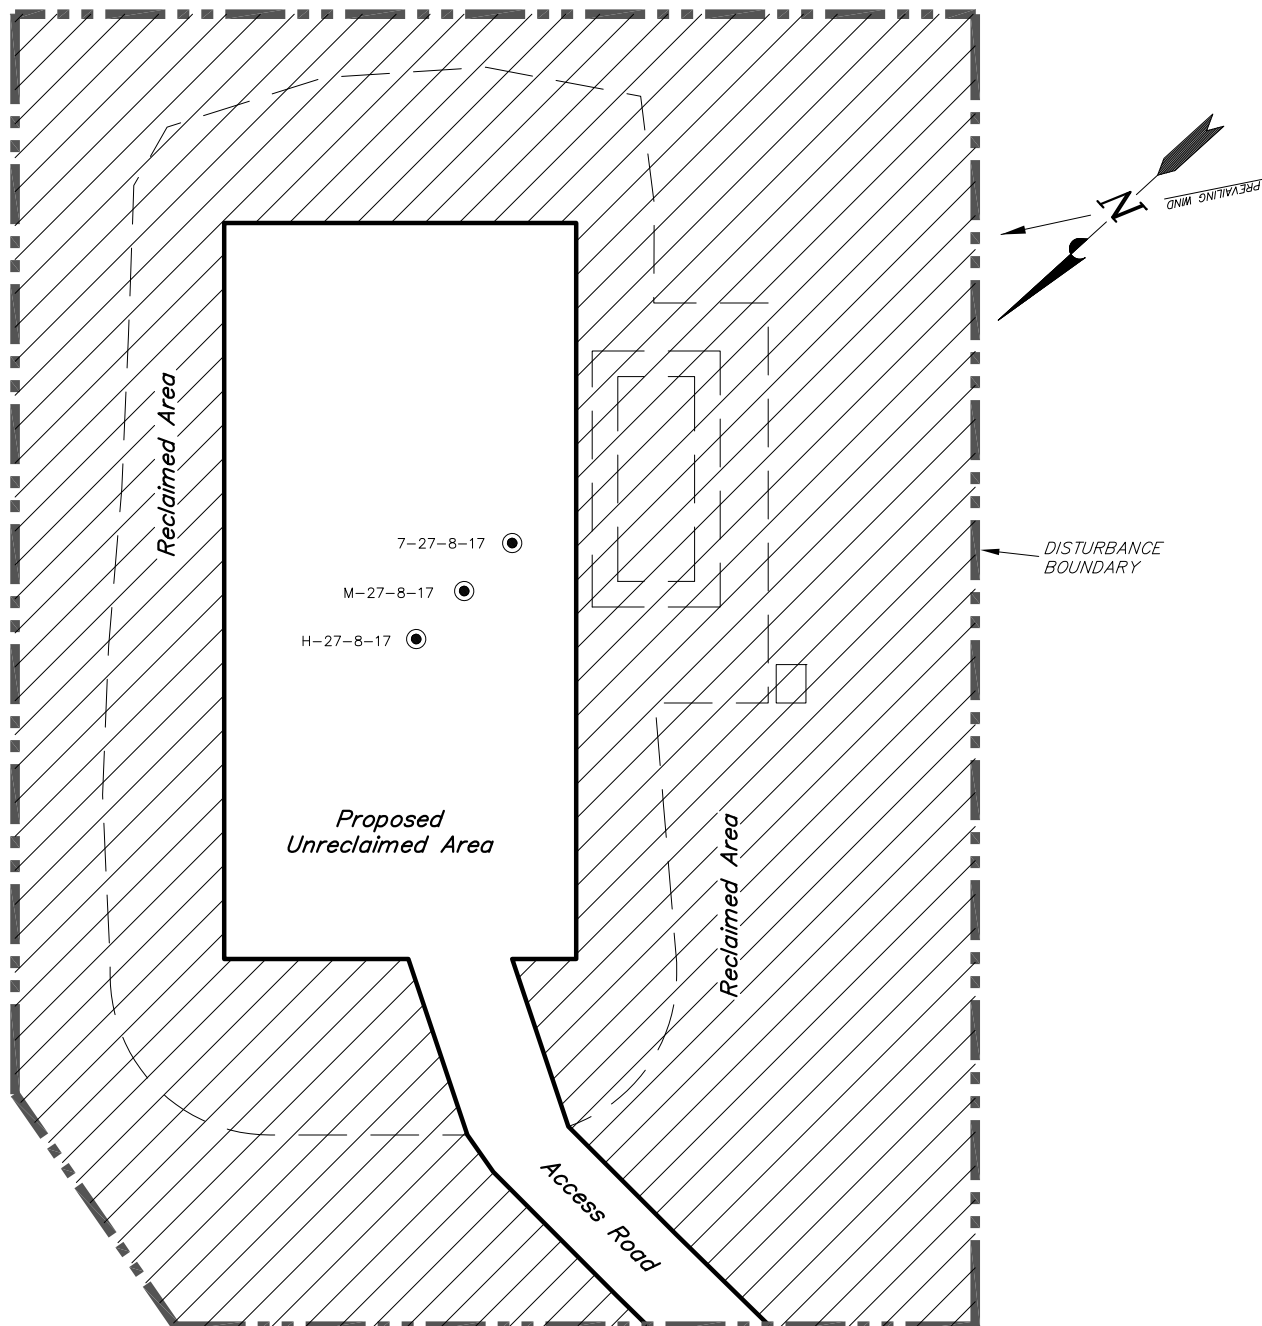 N
PREVAILING WIND
Reclaimed Area
7-27-8-17
DISTURBANCE
BOUNDARY
M-27-8-17
H-27-8-17
Proposed
Unreclaimed Area
Reclaimed Area
Access Road